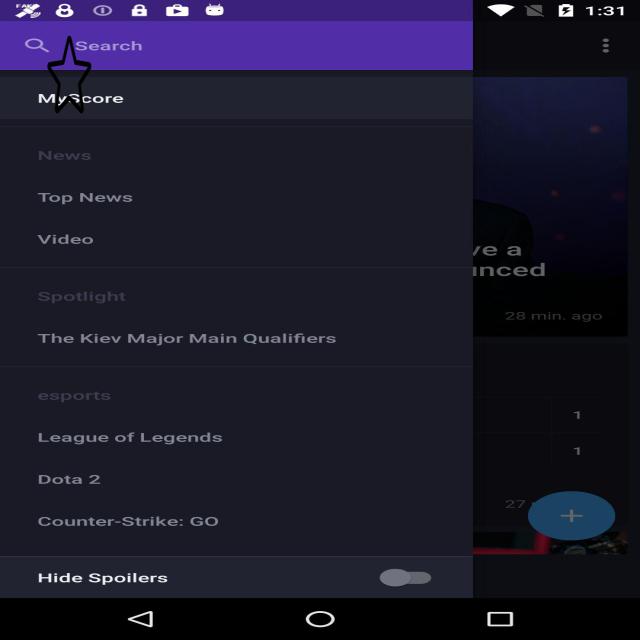 FAKE
1:31
Search
MyScore
News
Top News
Video
ve a
unced
28 min. ago
Spotlight
The Kiev Major Main Qualifiers
esports
League of Legends
1
Dota 2
1
Counter-Strike: GO
27
+
Hide Spoilers